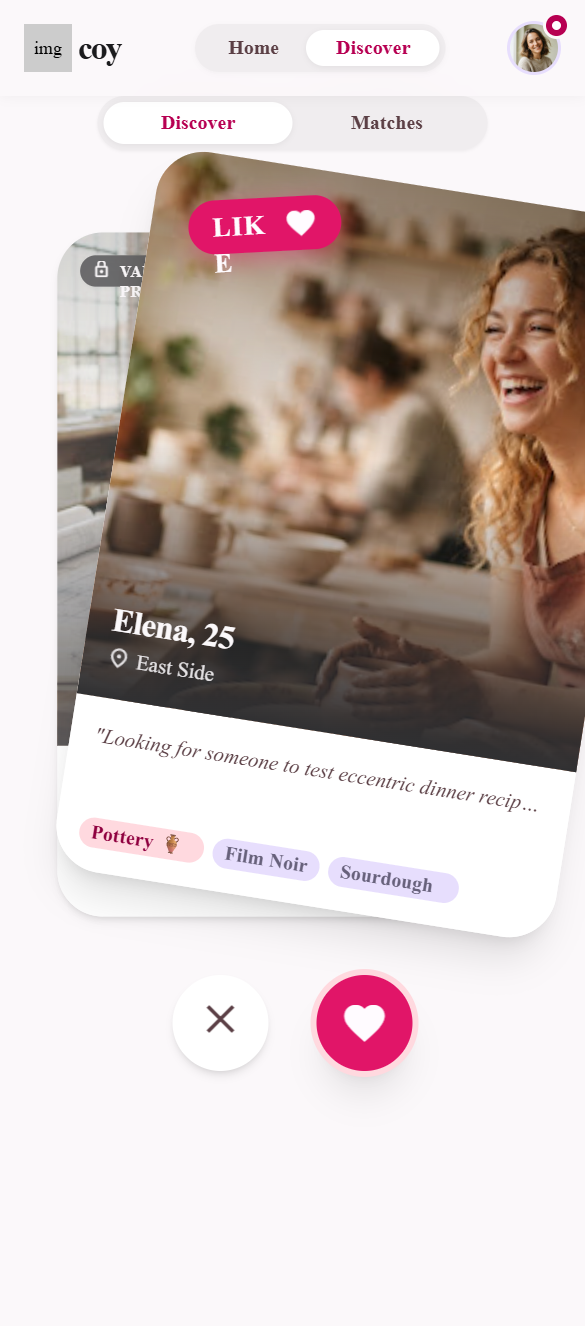 img coy Home Discover
Discover Matches
LIK
E
Elena, 25
East Side
"Looking for someone to test eccentric dinner recip...
Pottery 🏺 Film Noir Sourdough